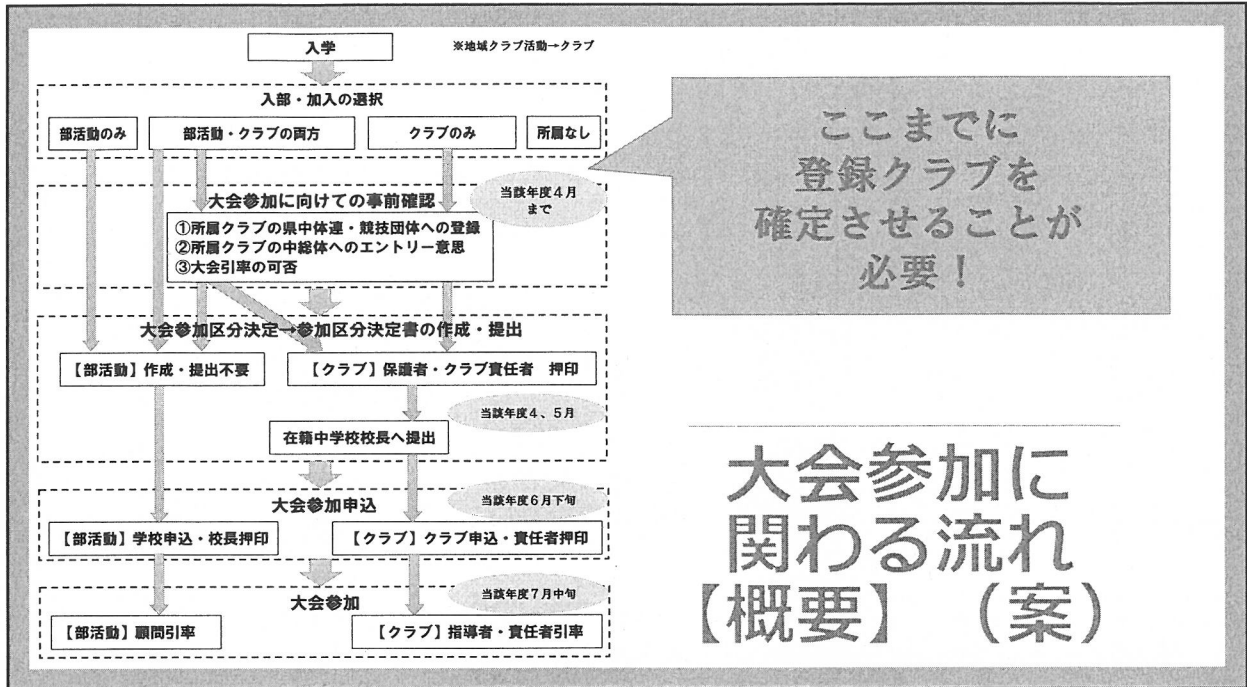 入学
※地域クラブ活動→クラブ
入部・加入の選択
部活動のみ
部活動・クラブの両方
クラブのみ
所属なし
大会参加に向けての事前確認
当該年度4月
まで
①所属クラブの県中体連・競技団体への登録
②所属クラブの中総体へのエントリー意思
③大会引率の可否
大会参加区分決定→参加区分決定書の作成・提出
【部活動】作成・提出不要
【クラブ】保護者・クラブ責任者 押印
当該年度4、5月
在籍中学校校長へ提出
大会参加申込
当該年度6月下旬
【部活動】学校申込・校長押印
【クラブ】クラブ申込・責任者押印
大会参加
当該年度7月中旬
【部活動】顧問引率
【クラブ】指導者・責任者引率
ここまでに
登録クラブを
確定させることが
必要！
大会参加に
関わる流れ
【概要】 （案）